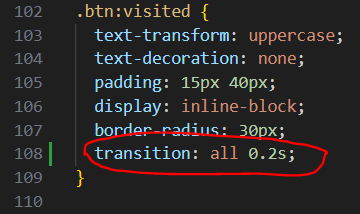 102 .btn:visited {
103 text-transform: uppercase;
104 text-decoration: none;
105 padding: 15px 40px;
106 display: inline-block;
107 border-radius: 30px;
108 transition: all 0.2s;
109 }
110